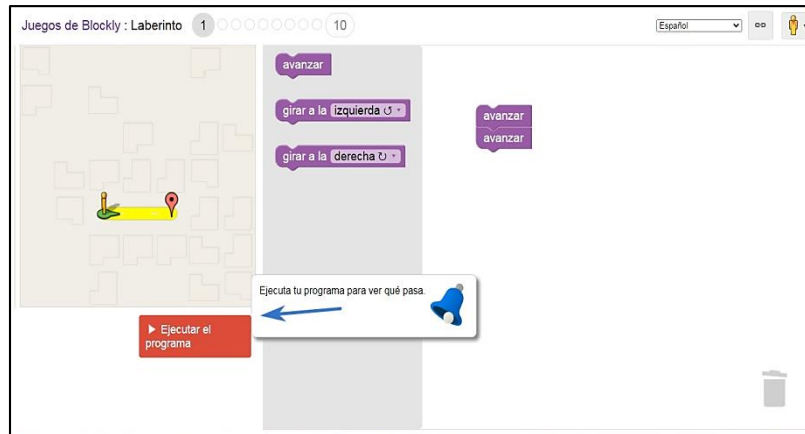 Juegos de Blockly : Laberinto 1 10
Español
avanzar
girar a la izquierda ↺
girar a la derecha ↻
avanzar
avanzar
Ejecuta tu programa para ver qué pasa.
Ejecutar el
programa